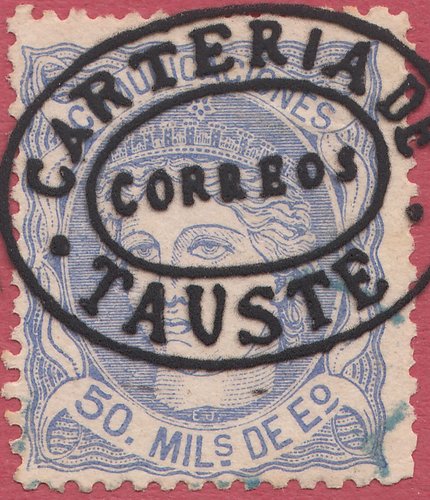 CARTERIA DE
COMUNICACIONES
CORREOS
• TAUSTE •
E.J.
50. MILS DE Eº